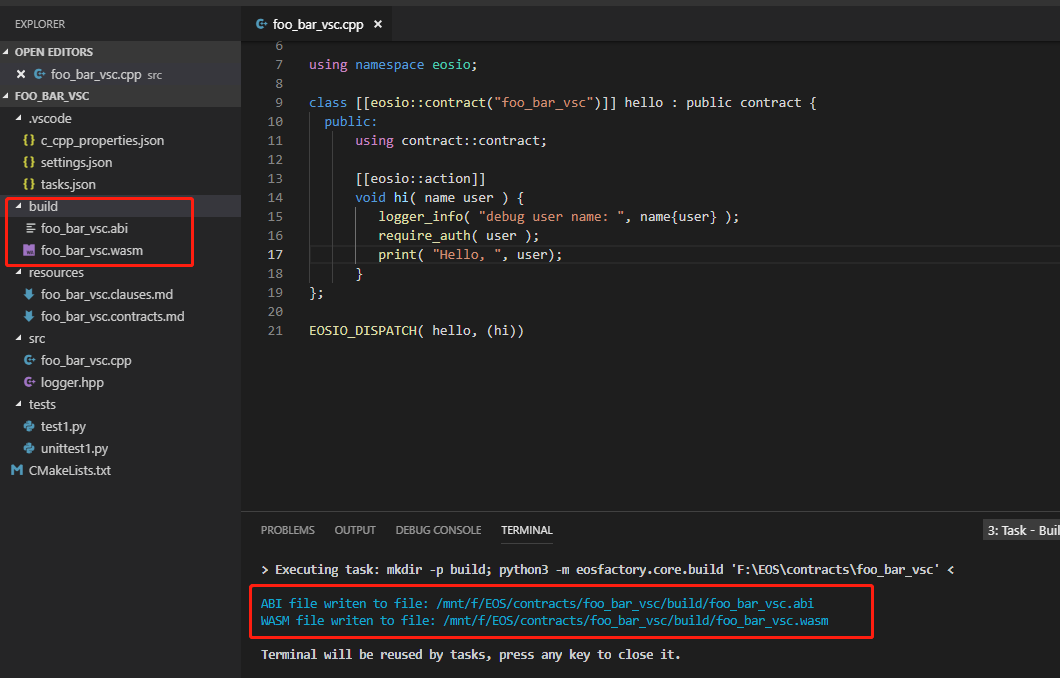 EXPLORER
OPEN EDITORS
foo_bar_vsc.cpp src
FOO_BAR_VSC
.vscode
{} c_cpp_properties.json
{} settings.json
{} tasks.json
build
foo_bar_vsc.abi
foo_bar_vsc.wasm
resources
foo_bar_vsc.clauses.md
foo_bar_vsc.contracts.md
src
foo_bar_vsc.cpp
logger.hpp
tests
test1.py
unittest1.py
CMakeLists.txt
foo_bar_vsc.cpp
6
7 using namespace eosio;
8
9 class [[eosio::contract("foo_bar_vsc")]] hello : public contract {
10 public:
11 using contract::contract;
12
13 [[eosio::action]]
14 void hi( name user ) {
15 logger_info( "debug user name: ", name{user} );
16 require_auth( user );
17 print( "Hello, ", user);
18 }
19 };
20
21 EOSIO_DISPATCH( hello, (hi))
PROBLEMS OUTPUT DEBUG CONSOLE TERMINAL 3: Task - Buil
> Executing task: mkdir -p build; python3 -m eosfactory.core.build 'F:\EOS\contracts\foo_bar_vsc' <
ABI file writen to file: /mnt/f/EOS/contracts/foo_bar_vsc/build/foo_bar_vsc.abi
WASM file writen to file: /mnt/f/EOS/contracts/foo_bar_vsc/build/foo_bar_vsc.wasm
Terminal will be reused by tasks, press any key to close it.